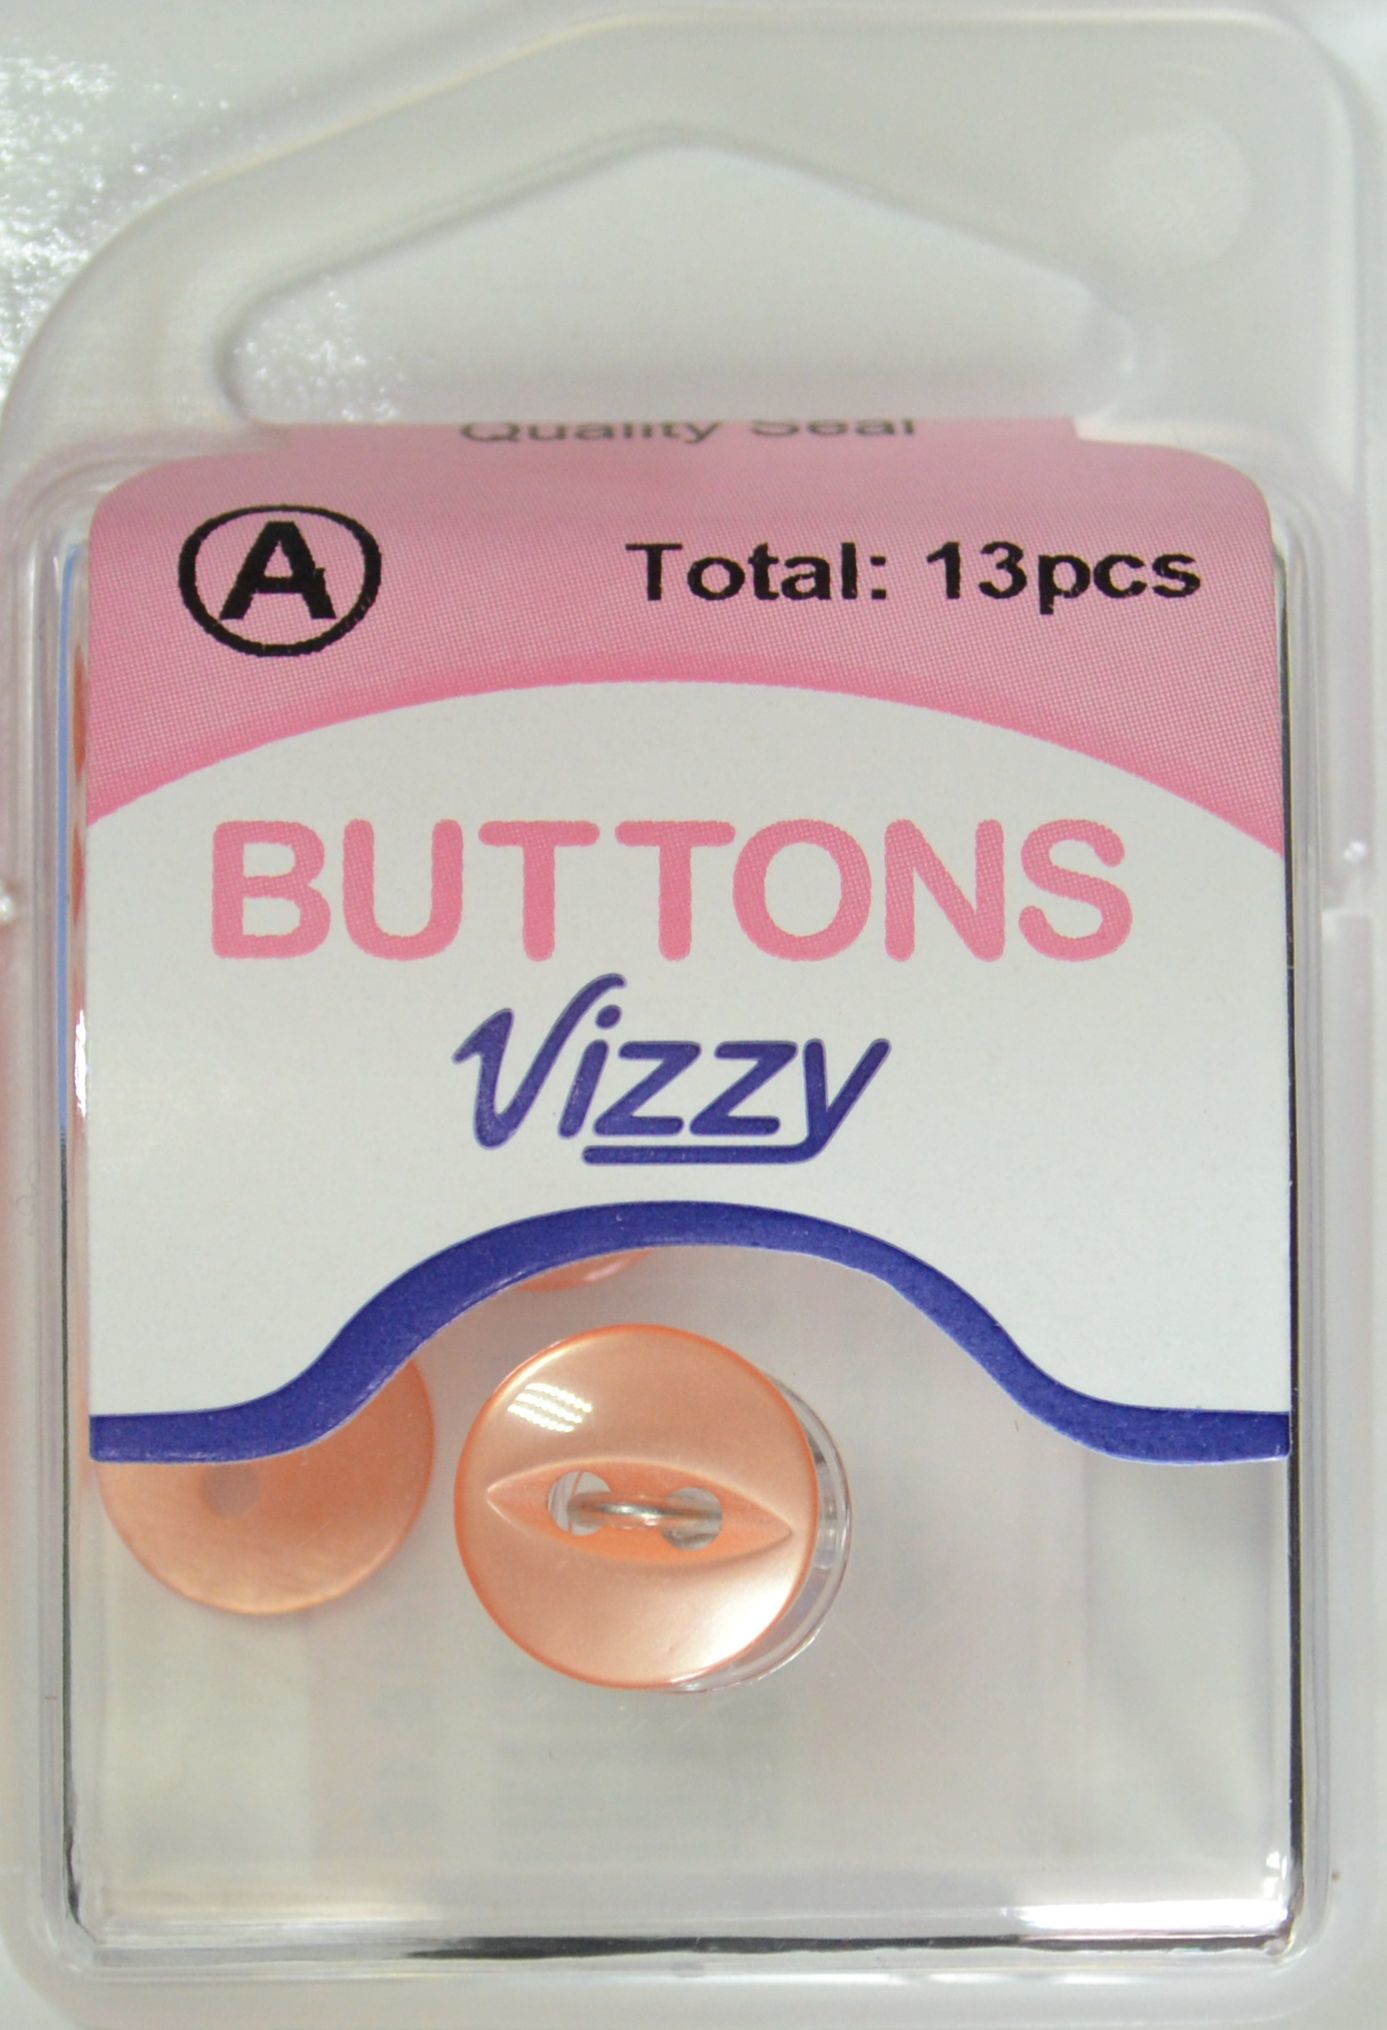 Quality Seal
A
Total: 13pcs
BUTTONS
Vizzy